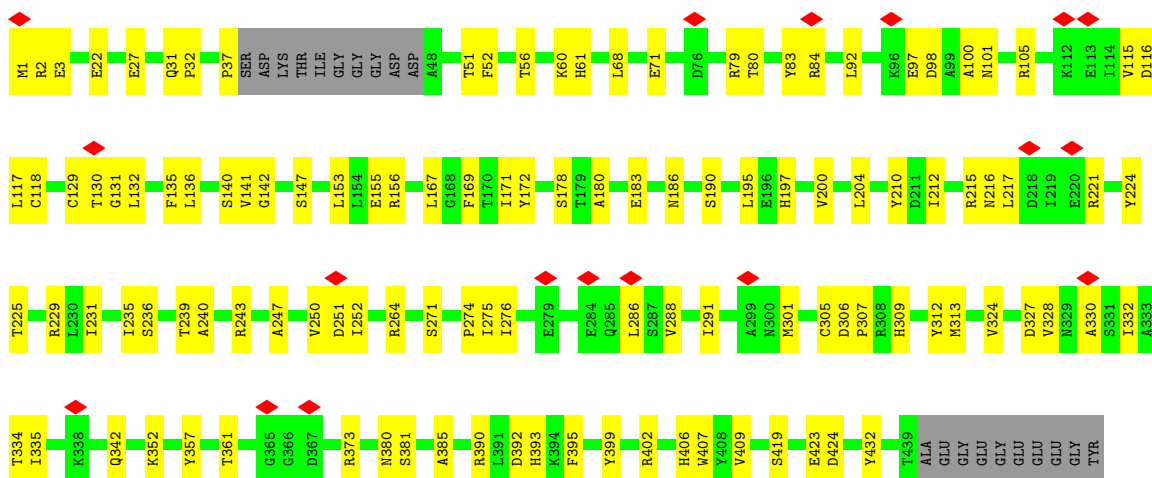 M1 R2 E3 E22 E27 Q31 P32 P37 SER ASP LYS THR ILE GLY GLY GLY ASP ASP A48 T51 F52 T56 K60 H61 L68 E71 D76 R79 T80 Y83 R84 L92 K96 E97 D98 A99 A100 N101 R105 K112 E113 I114 V115 D116
L117 C118 C129 T130 G131 L132 F135 L136 S140 V141 G142 S147 L153 L154 E155 R156 L167 G168 F169 T170 I171 Y172 S178 T179 A180 E183 N186 S190 L195 E196 H197 V200 L204 Y210 D211 I212 R215 N216 L217 D218 I219 E220 R221 Y224
T225 R229 L230 I231 I235 S236 T239 A240 R243 A247 V250 D251 I252 R264 S271 P274 I275 I276 E279 E284 Q285 L286 S287 V288 I291 A299 N300 M301 C305 D306 P307 R308 H309 Y312 M313 V324 D327 V328 N329 A330 S331 I332 A333
T334 I335 K338 Q342 K352 Y357 T361 G365 G366 D367 R373 N380 S381 A385 R390 L391 D392 H393 K394 F395 Y399 R402 H406 W407 Y408 V409 S419 E423 D424 Y432 T439 ALA GLU GLY GLU GLY GLU GLU GLU GLY TYR